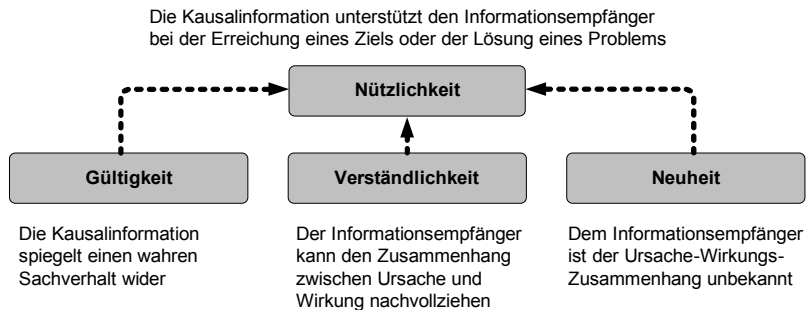 Die Kausalinformation unterstützt den Informationsempfänger
bei der Erreichung eines Ziels oder der Lösung eines Problems
Nützlichkeit
Gültigkeit
Verständlichkeit
Neuheit
Die Kausalinformation
spiegelt einen wahren
Sachverhalt wider
Der Informationsempfänger
kann den Zusammenhang
zwischen Ursache und
Wirkung nachvollziehen
Dem Informationsempfänger
ist der Ursache-Wirkungs-
Zusammenhang unbekannt